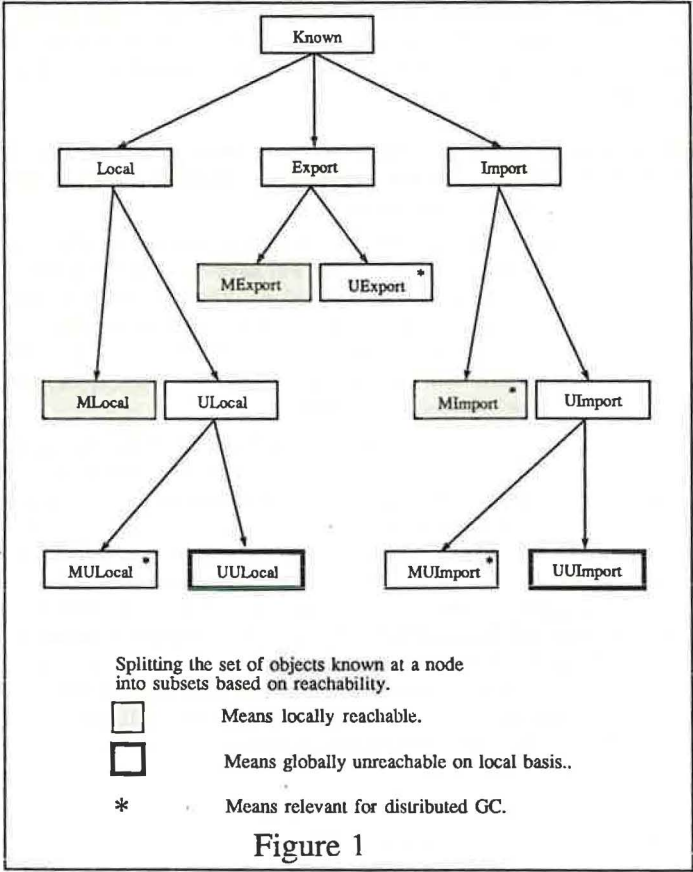 Known
Local
Export
Import
MExport
UExport *
MLocal
ULocal
MImport *
UImport
MULocal *
UULocal
MUImport *
UUImport
Splitting the set of objects known at a node
into subsets based on reachability.
Means locally reachable.
Means globally unreachable on local basis..
* Means relevant for distributed GC.
Figure 1